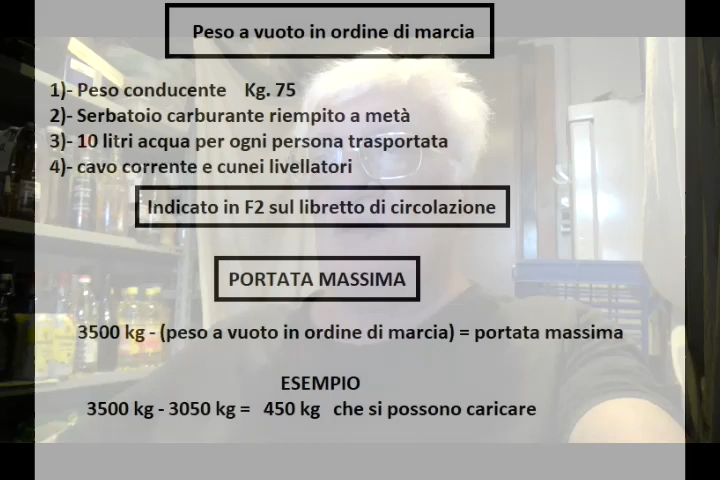 Peso a vuoto in ordine di marcia
1)- Peso conducente Kg. 75
2)- Serbatoio carburante riempito a metà
3)- 10 litri acqua per ogni persona trasportata
4)- cavo corrente e cunei livellatori
Indicato in F2 sul libretto di circolazione
PORTATA MASSIMA
3500 kg - (peso a vuoto in ordine di marcia) = portata massima
ESEMPIO
3500 kg - 3050 kg = 450 kg che si possono caricare